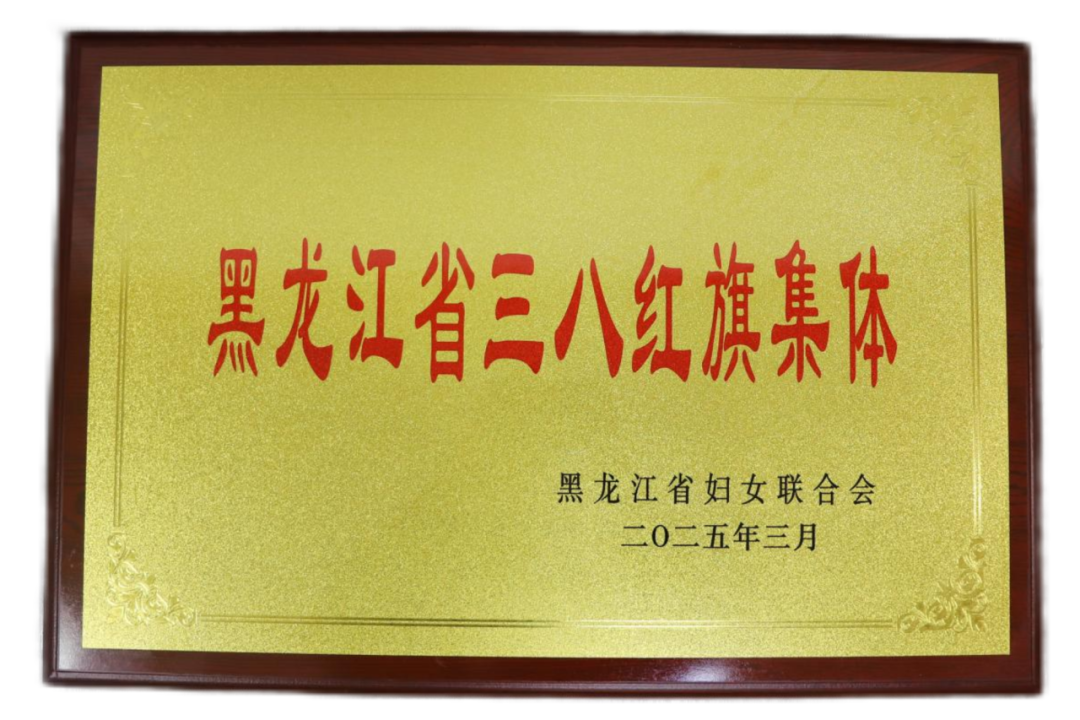 黑龙江省三八红旗集体
黑龙江省妇女联合会
二〇二五年三月